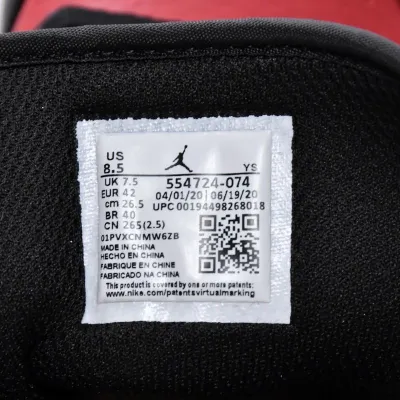 US
8.5
YS
UK 7.5
EUR 42
cm 26.5
BR 40
CN 265(2.5)
554724-074
04/01/20 06/19/20
UPC 00194498268018
01PVXCNMW6ZB
MADE IN CHINA
HECHO EN CHINA
FABRIQUE EN CHINE
FABRICADO NA CHINA
This product is covered by one or more patents:
www.nike.com/patentsvirtualmarking